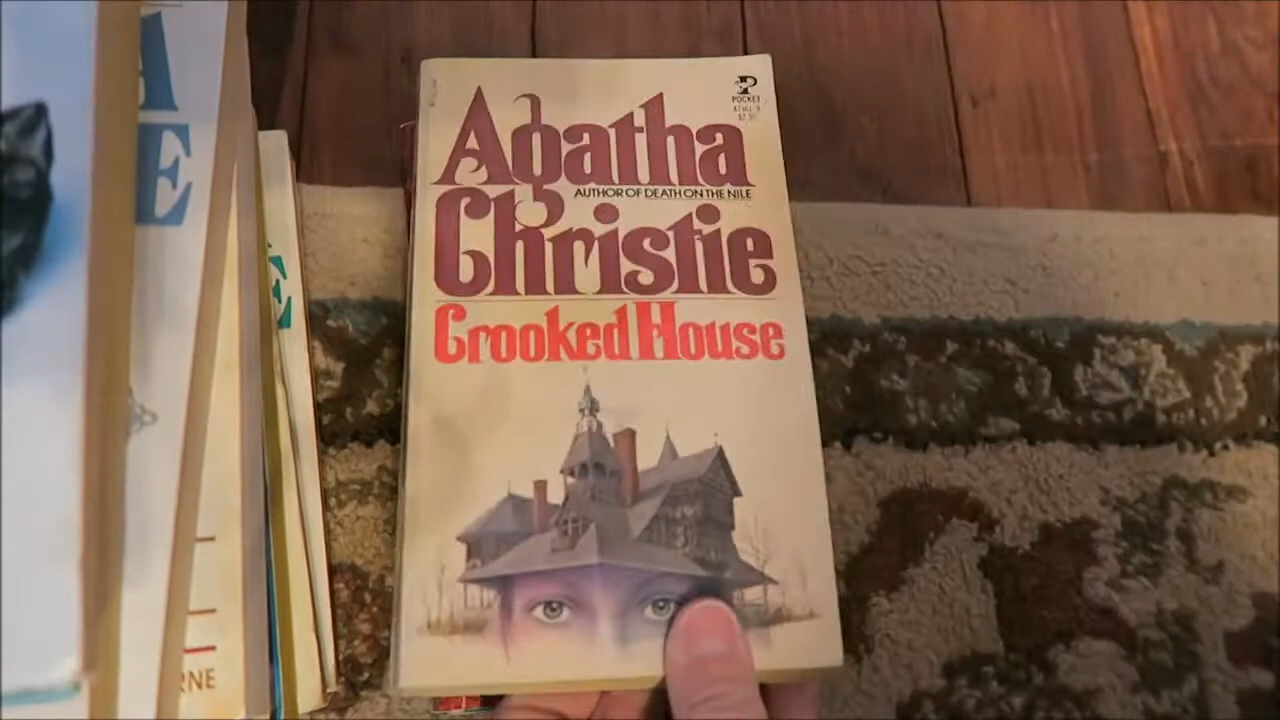 A
E
E
RNE
POCKET
Agatha
AUTHOR OF DEATH ON THE NILE
Christie
Crooked House